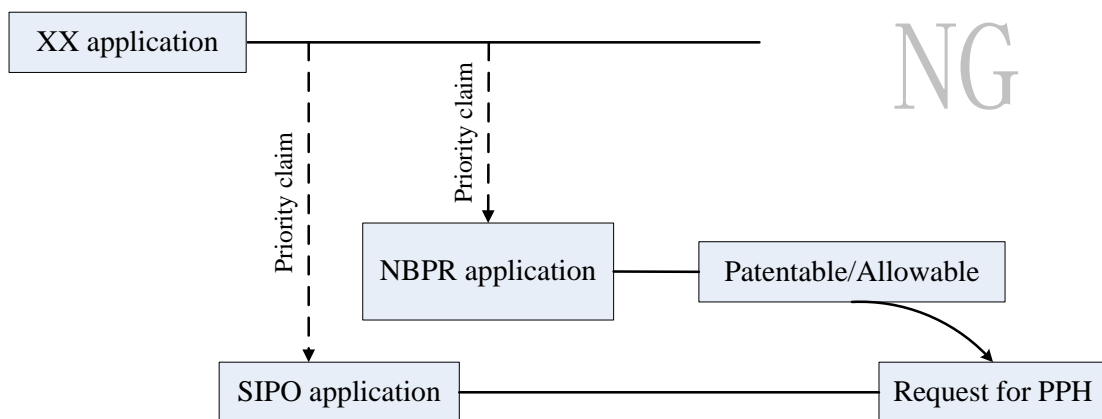 XX application
NG
Priority claim
Priority claim
NBPR application
Patentable/Allowable
SIPO application
Request for PPH